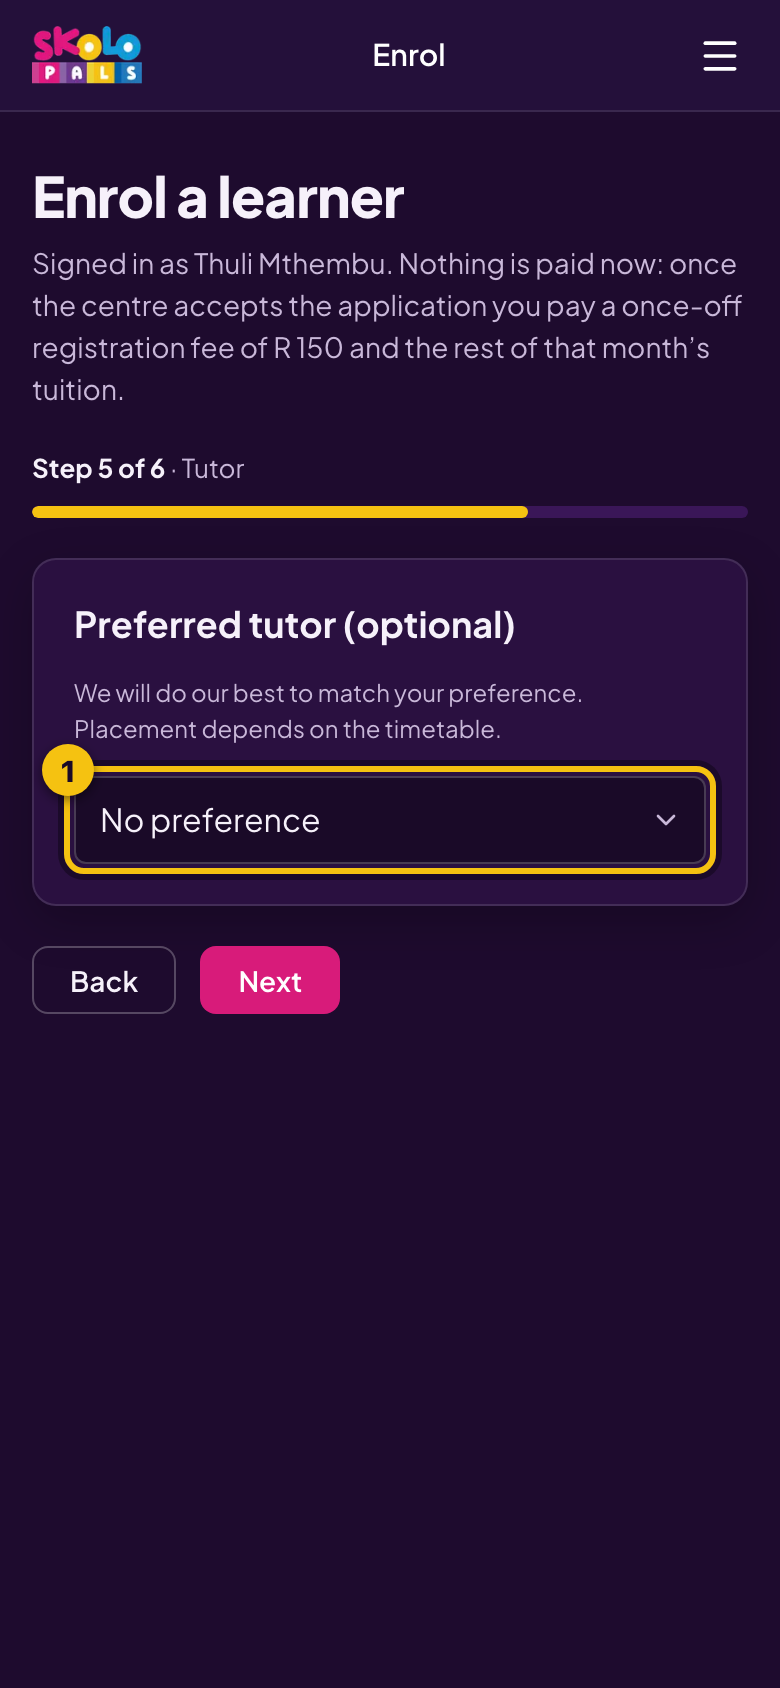 SKOLO
PALS
Enrol
Enrol a learner
Signed in as Thuli Mthembu. Nothing is paid now: once
the centre accepts the application you pay a once-off
registration fee of R 150 and the rest of that month’s
tuition.
Step 5 of 6 · Tutor
Preferred tutor (optional)
We will do our best to match your preference.
Placement depends on the timetable.
1
No preference
Back
Next